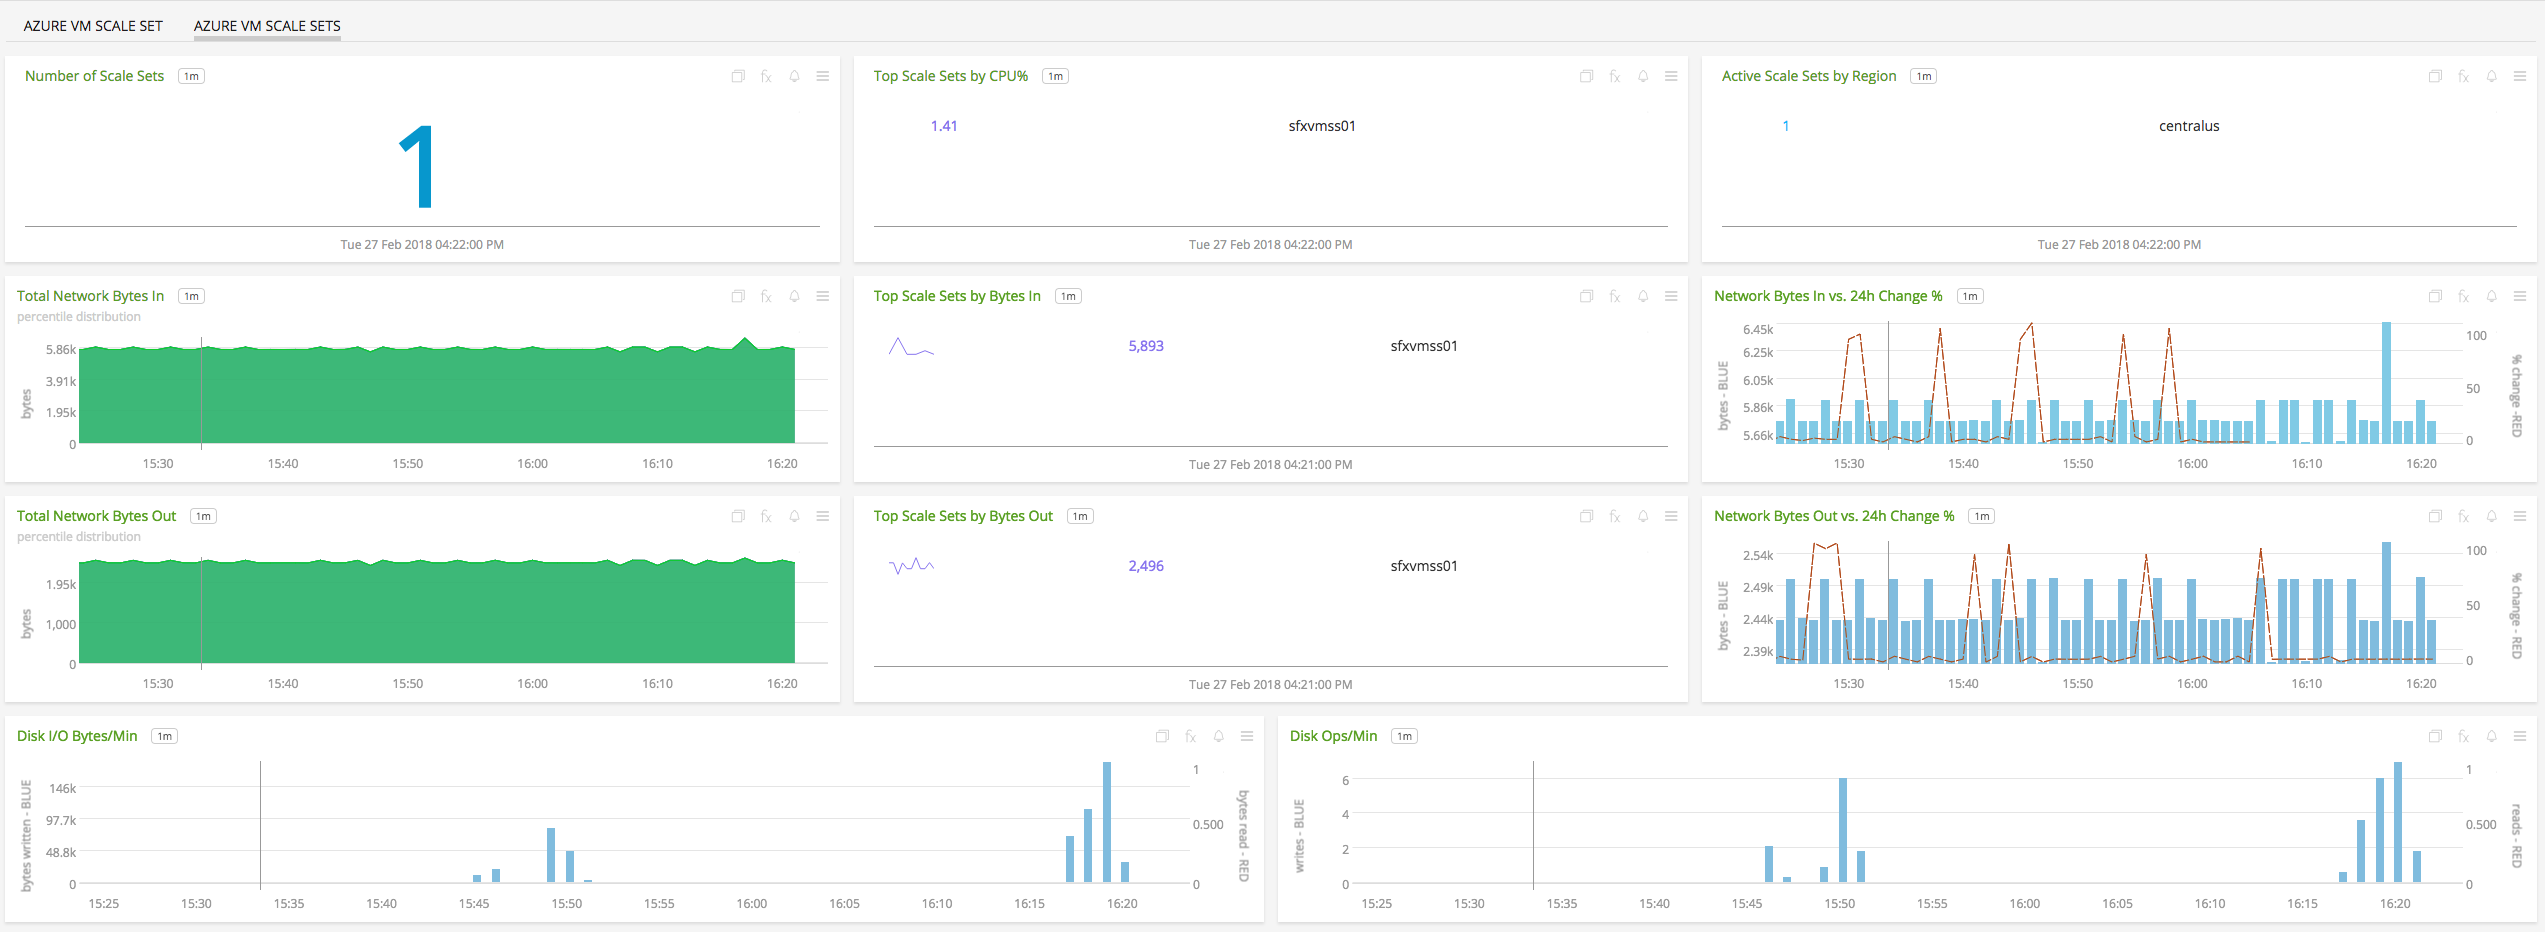 AZURE VM SCALE SET
AZURE VM SCALE SETS
Number of Scale Sets 1m
fx
1
Tue 27 Feb 2018 04:22:00 PM
Top Scale Sets by CPU% 1m
fx
1.41 sfxvmss01
Tue 27 Feb 2018 04:22:00 PM
Active Scale Sets by Region 1m
fx
1 centralus
Tue 27 Feb 2018 04:22:00 PM
Total Network Bytes In 1m
fx
percentile distribution
bytes
5.86k
3.91k
1.95k
0
15:30 15:40 15:50 16:00 16:10 16:20
Top Scale Sets by Bytes In 1m
fx
5,893 sfxvmss01
Tue 27 Feb 2018 04:21:00 PM
Network Bytes In vs. 24h Change % 1m
fx
bytes - BLUE
6.45k
6.25k
6.05k
5.86k
5.66k
100
50
0
% change -RED
15:30 15:40 15:50 16:00 16:10 16:20
Total Network Bytes Out 1m
fx
percentile distribution
bytes
1.95k
1,000
0
15:30 15:40 15:50 16:00 16:10 16:20
Top Scale Sets by Bytes Out 1m
fx
2,496 sfxvmss01
Tue 27 Feb 2018 04:21:00 PM
Network Bytes Out vs. 24h Change % 1m
fx
bytes - BLUE
2.54k
2.49k
2.44k
2.39k
100
50
0
% change - RED
15:30 15:40 15:50 16:00 16:10 16:20
Disk I/O Bytes/Min 1m
fx
bytes written - BLUE
146k
97.7k
48.8k
0
1
0.500
0
bytes read - RED
15:25 15:30 15:35 15:40 15:45 15:50 15:55 16:00 16:05 16:10 16:15 16:20
Disk Ops/Min 1m
fx
writes - BLUE
6
4
2
0
1
0.500
0
reads - RED
15:25 15:30 15:35 15:40 15:45 15:50 15:55 16:00 16:05 16:10 16:15 16:20